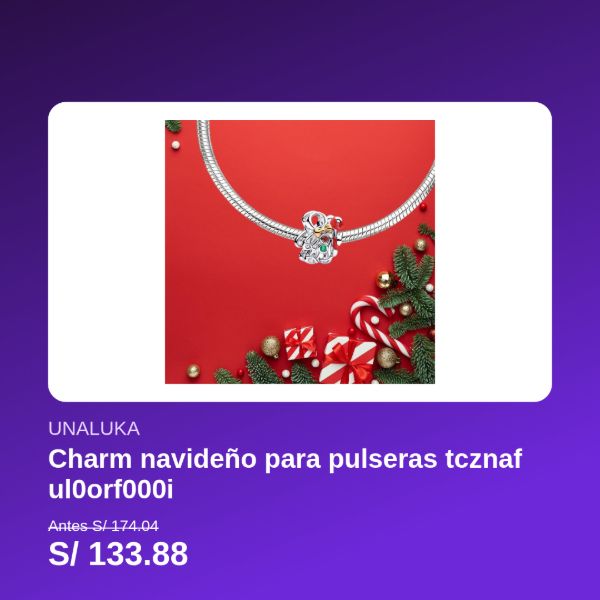 UNALUKA
Charm navideño para pulseras tcznaf
ul0orf000i
Antes S/ 174.04
S/ 133.88